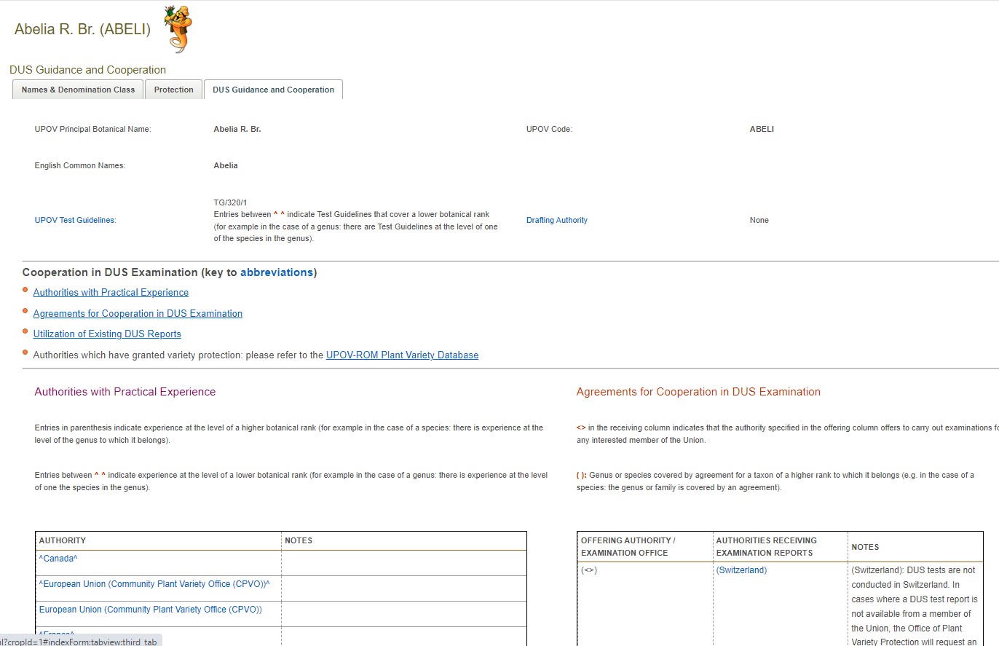 Abelia R. Br. (ABELI)
DUS Guidance and Cooperation
Names & Denomination Class
Protection
DUS Guidance and Cooperation
UPOV Principal Botanical Name:
Abelia R. Br.
UPOV Code:
ABELI
English Common Names:
Abelia
UPOV Test Guidelines:
TG/320/1
Entries between ^ ^ indicate Test Guidelines that cover a lower botanical rank
(for example in the case of a genus: there are Test Guidelines at the level of one
of the species in the genus).
Drafting Authority
None
Cooperation in DUS Examination (key to abbreviations)
Authorities with Practical Experience
Agreements for Cooperation in DUS Examination
Utilization of Existing DUS Reports
Authorities which have granted variety protection: please refer to the UPOV-ROM Plant Variety Database
Authorities with Practical Experience
Entries in parenthesis indicate experience at the level of a higher botanical rank (for example in the case of a species: there is experience at the
level of the genus to which it belongs).
Entries between ^ ^ indicate experience at the level of a lower botanical rank (for example in the case of a genus: there is experience at the level
of one the species in the genus).
AUTHORITY
NOTES
^Canada^
^European Union (Community Plant Variety Office (CPVO))^
European Union (Community Plant Variety Office (CPVO))
^France^
Agreements for Cooperation in DUS Examination
<> in the receiving column indicates that the authority specified in the offering column offers to carry out examinations
any interested member of the Union.
( ): Genus or species covered by agreement for a taxon of a higher rank to which it belongs (e.g. in the case of a
species: the genus or family is covered by an agreement).
OFFERING AUTHORITY /
EXAMINATION OFFICE
AUTHORITIES RECEIVING
EXAMINATION REPORTS
NOTES
(<>)
(Switzerland)
(Switzerland): DUS tests are not
conducted in Switzerland. In
cases where a DUS test report is
not available from a member of
the Union, the Office of Plant
Variety Protection will request an
l?cropId=1#indexForm:tabview:third_tab